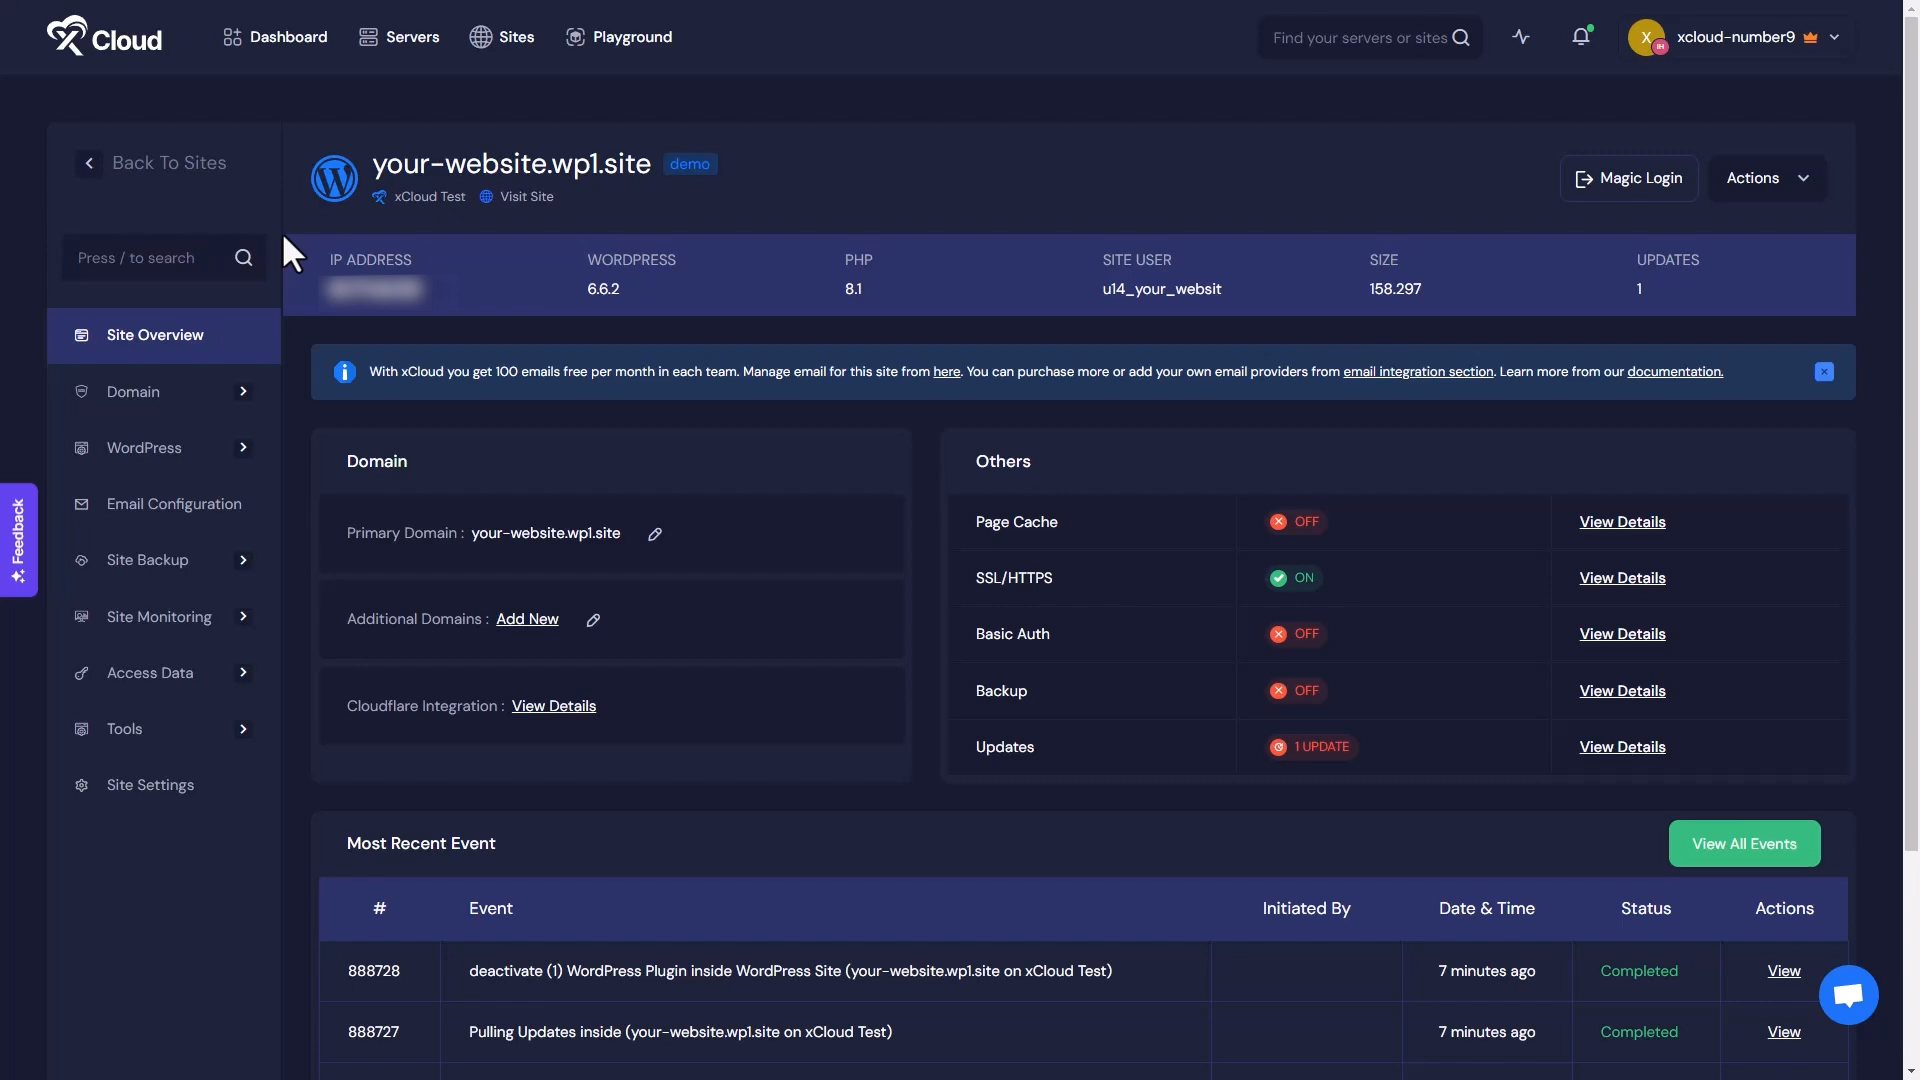 xCloud Dashboard Servers Sites Playground Find your servers or sites X IH xcloud-number9
Back To Sites
your-website.wp1.site demo
xCloud Test Visit Site
Magic Login Actions
Press / to search
IP ADDRESS WORDPRESS PHP SITE USER SIZE UPDATES
6.6.2 8.1 u14_your_websit 158.297 1
Site Overview
Domain
WordPress
Email Configuration
Site Backup
Site Monitoring
Access Data
Tools
Site Settings
Feedback
With xCloud you get 100 emails free per month in each team. Manage email for this site from here. You can purchase more or add your own email providers from email integration section. Learn more from our documentation.
Domain
Primary Domain : your-website.wp1.site
Additional Domains : Add New
Cloudflare Integration : View Details
Others
Page Cache OFF View Details
SSL/HTTPS ON View Details
Basic Auth OFF View Details
Backup OFF View Details
Updates 1 UPDATE View Details
Most Recent Event View All Events
# Event Initiated By Date & Time Status Actions
888728 deactivate (1) WordPress Plugin inside WordPress Site (your-website.wp1.site on xCloud Test) 7 minutes ago Completed View
888727 Pulling Updates inside (your-website.wp1.site on xCloud Test) 7 minutes ago Completed View